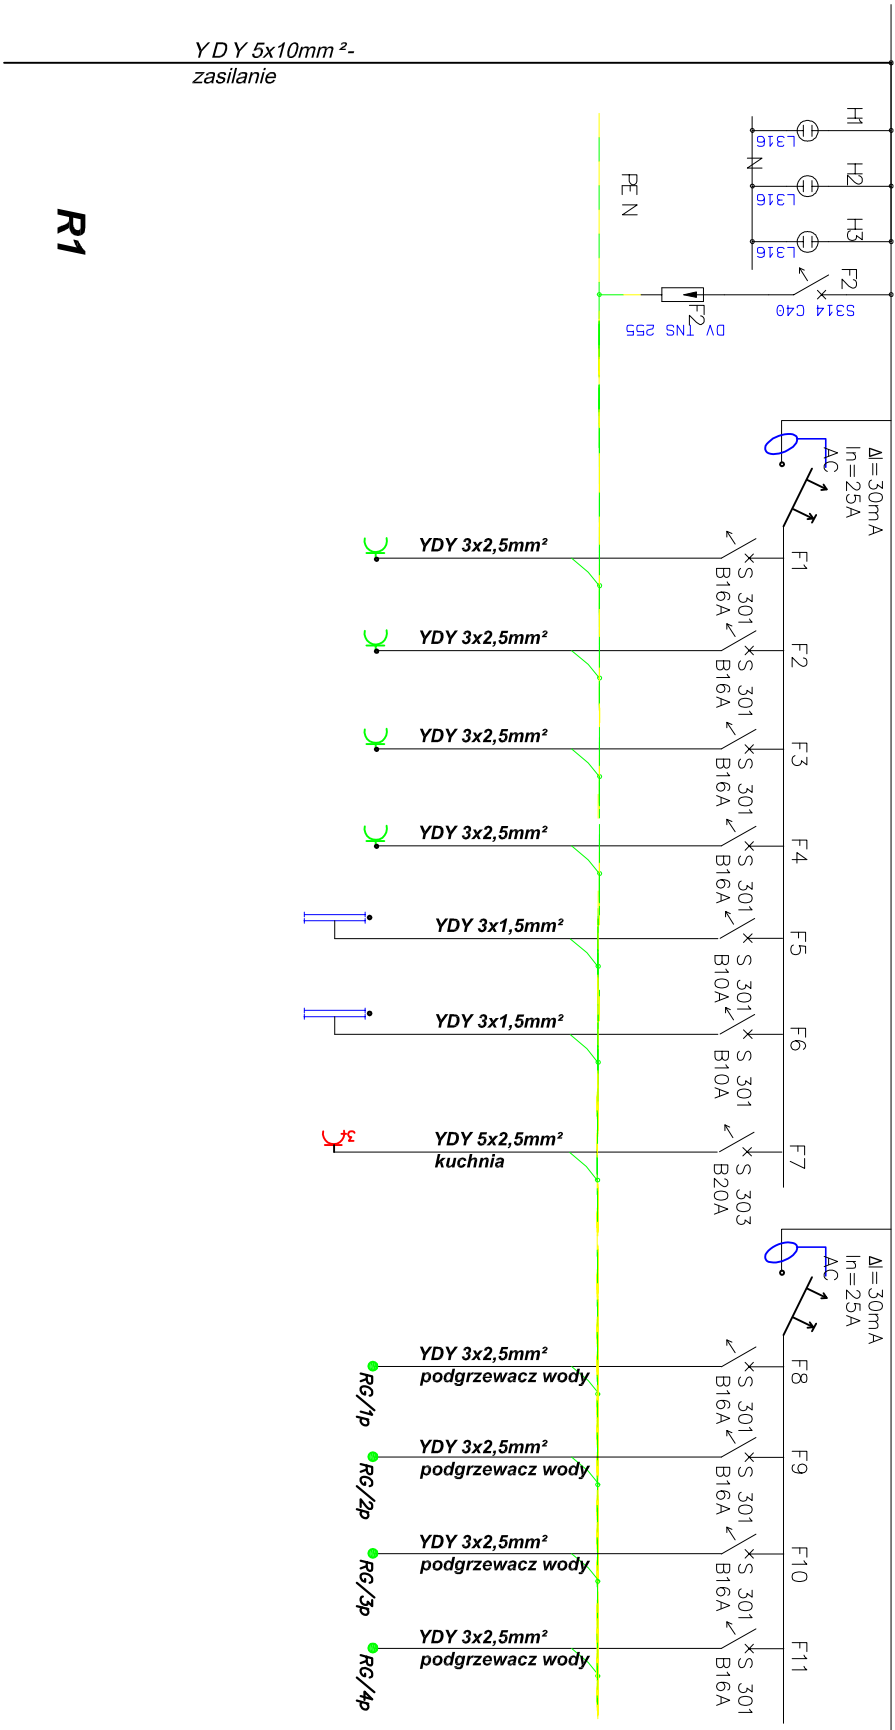 Y D Y 5x10mm ²-
zasilanie
R1
H1
L316
N
H2
L316
H3
L316
PE N
F2
S314 C40
F2
DV TNS 255
ΔI=30mA
In=25A
AC
YDY 3x2,5mm²
F1
S 301
B16A
YDY 3x2,5mm²
F2
S 301
B16A
YDY 3x2,5mm²
F3
S 301
B16A
YDY 3x2,5mm²
F4
S 301
B16A
YDY 3x1,5mm²
F5
S 301
B10A
YDY 3x1,5mm²
F6
S 301
B10A
3f
YDY 5x2,5mm²
kuchnia
F7
S 303
B20A
ΔI=30mA
In=25A
AC
YDY 3x2,5mm²
podgrzewacz wody
RG/1p
F8
S 301
B16A
YDY 3x2,5mm²
podgrzewacz wody
RG/2p
F9
S 301
B16A
YDY 3x2,5mm²
podgrzewacz wody
RG/3p
F10
S 301
B16A
YDY 3x2,5mm²
podgrzewacz wody
RG/4p
F11
S 301
B16A